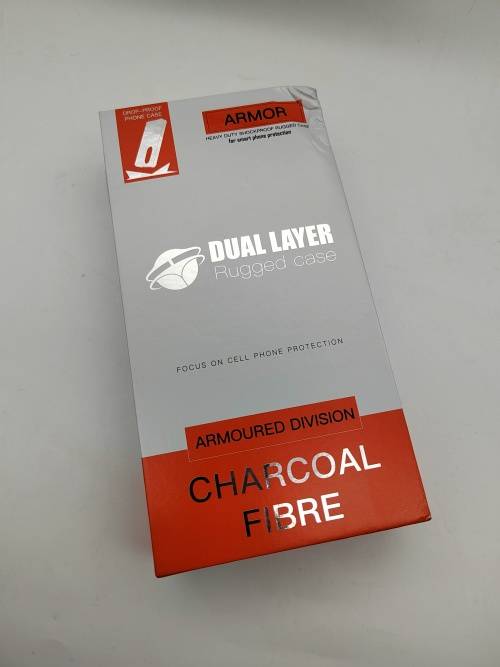 DROP-PROOF
PHONE CASE
ARMOR
HEAVY DUTY SHOCKPROOF RUGGED CASE
for smart phone protection
DUAL LAYER
Rugged case
FOCUS ON CELL PHONE PROTECTION
ARMOURED DIVISION
CHARCOAL
FIBRE